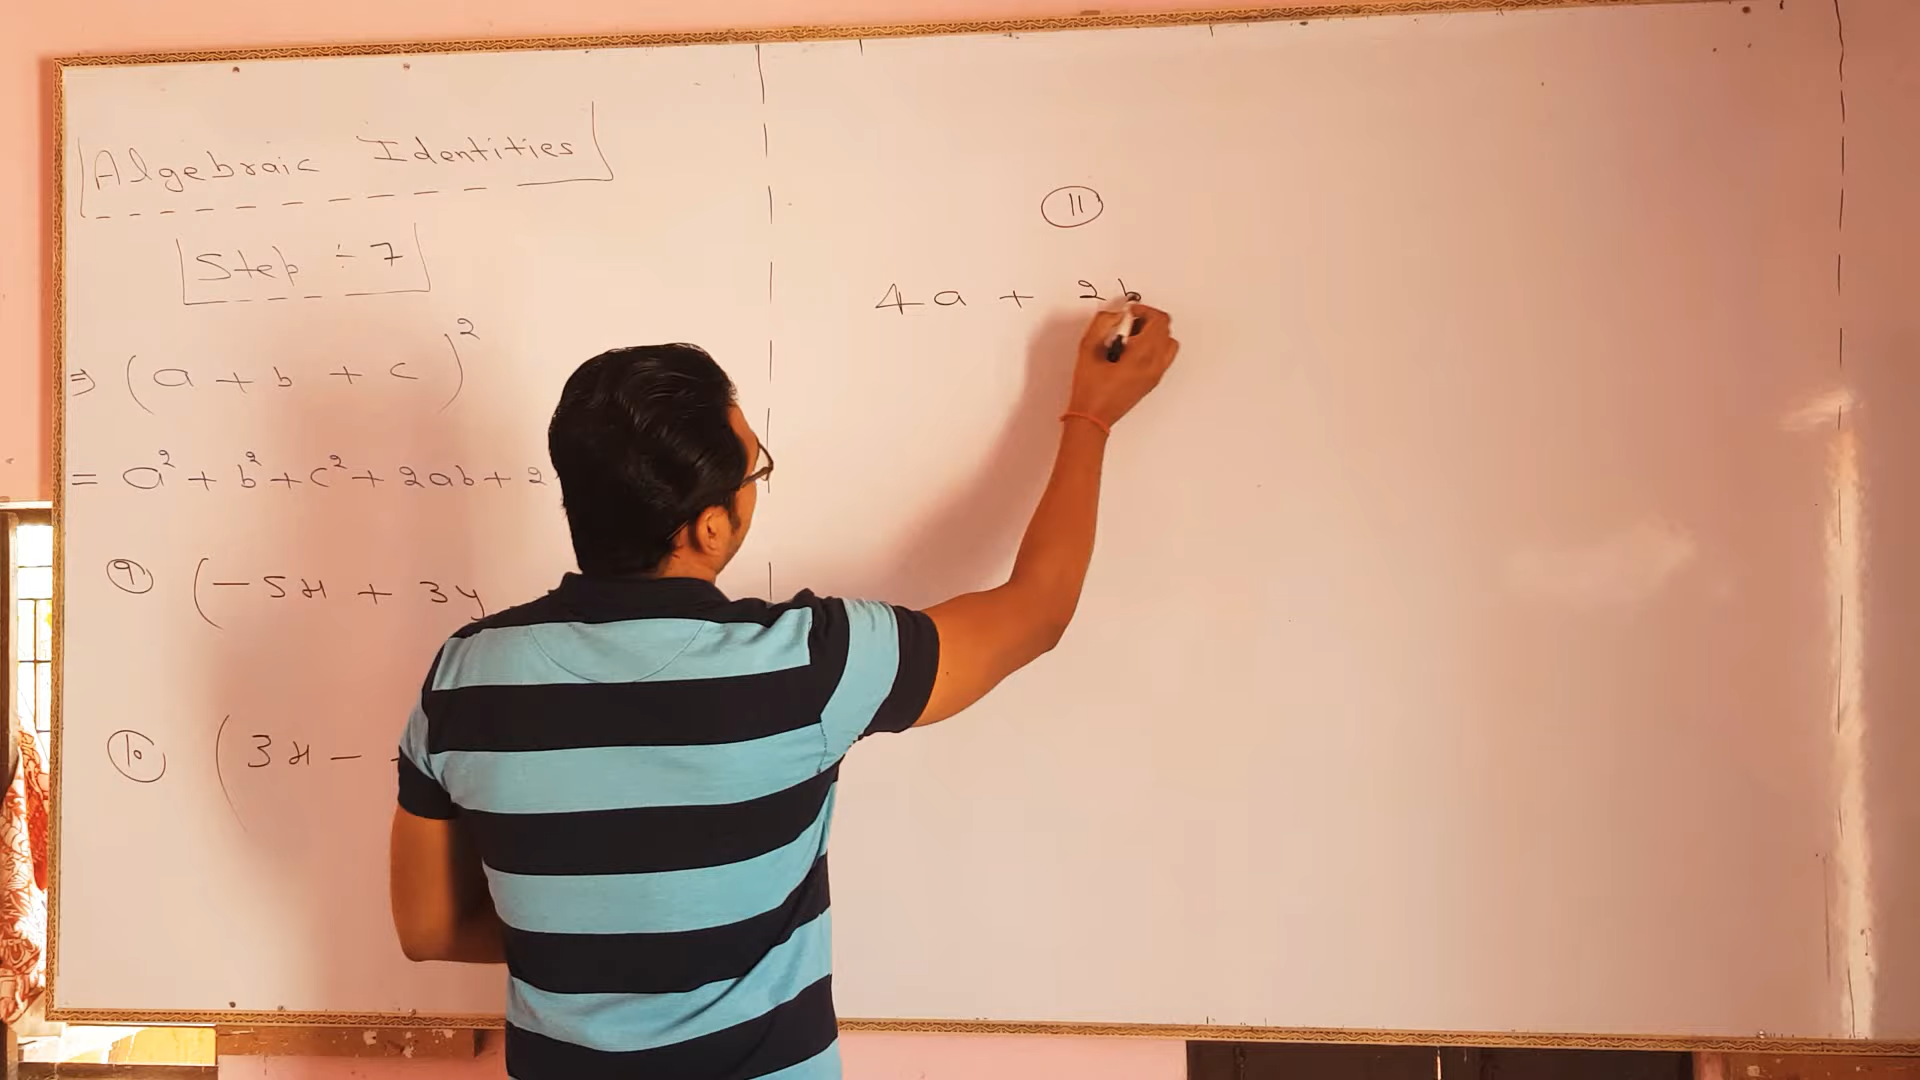 Algebraic Identities
Step ÷ 7
⇒ (a + b + c)²
= a² + b² + c² + 2ab + 2
9 (-5x + 3y
10 (3x -
11
4a + 2b